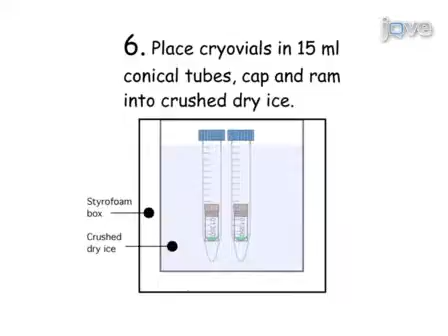 jove
6. Place cryovials in 15 ml
conical tubes, cap and ram
into crushed dry ice.
Styrofoam
box
Crushed
dry ice